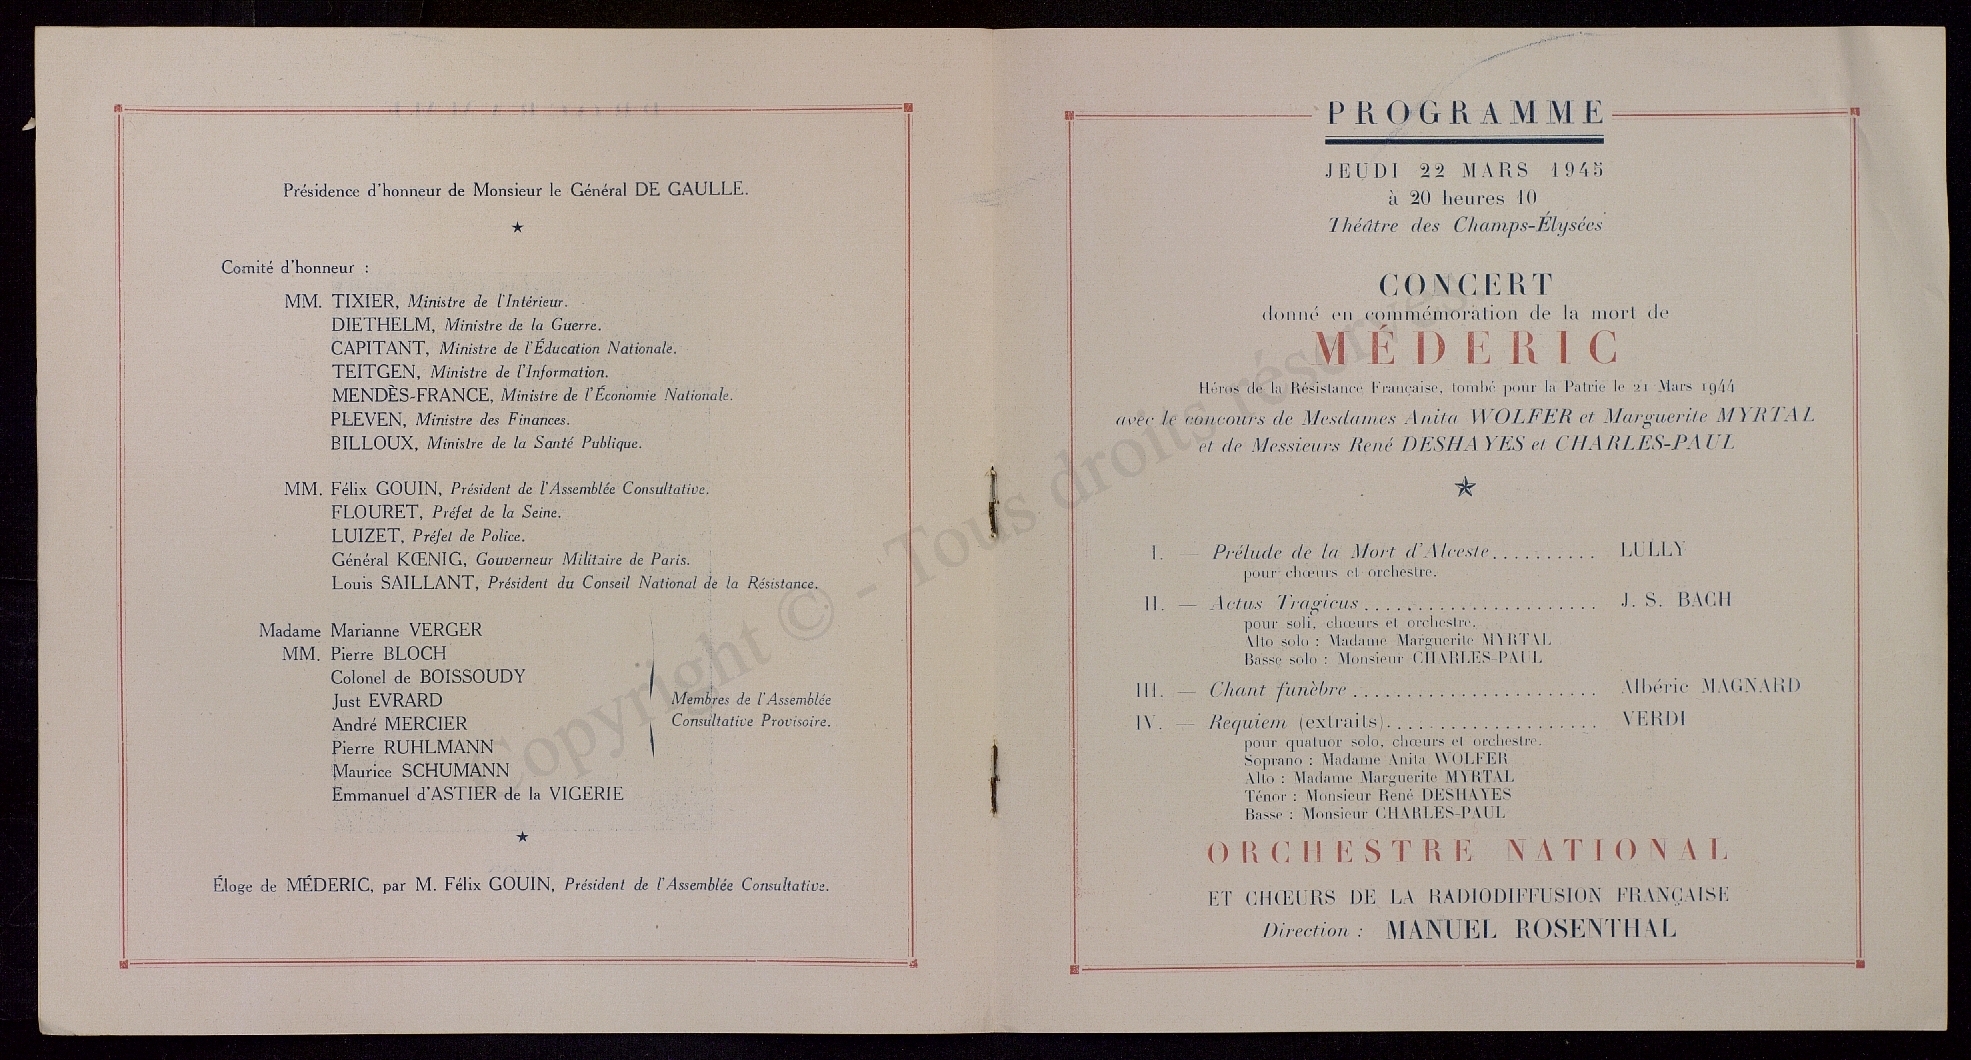 Présidence d'honneur de Monsieur le Général DE GAULLE.
Comité d'honneur :
MM. TIXIER, Ministre de l'Intérieur.
DIETHELM, Ministre de la Guerre.
CAPITANT, Ministre de l'Éducation Nationale.
TEITGEN, Ministre de l'Information.
MENDÈS-FRANCE, Ministre de l'Économie Nationale.
PLEVEN, Ministre des Finances.
BILLOUX, Ministre de la Santé Publique.
MM. Félix GOUIN, Président de l'Assemblée Consultative.
FLOURET, Préfet de la Seine.
LUIZET, Préfet de Police.
Général KŒNIG, Gouverneur Militaire de Paris.
Louis SAILLANT, Président du Conseil National de la Résistance.
Madame Marianne VERGER
MM. Pierre BLOCH
Colonel de BOISSOUDY
Just EVRARD
André MERCIER
Pierre RUHLMANN
Maurice SCHUMANN
Emmanuel d'ASTIER de la VIGERIE
Membres de l'Assemblée
Consultative Provisoire.
Éloge de MÉDERIC, par M. Félix GOUIN, Président de l'Assemblée Consultative.
PROGRAMME
JEUDI 22 MARS 1945
à 20 heures 10
Théâtre des Champs-Élysées
CONCERT
donné en commémoration de la mort de
MÉDERIC
Héros de la Résistance Française, tombé pour la Patrie le 21 Mars 1944
avec le concours de Mesdames Anita WOLFER et Marguerite MYRTAL
et de Messieurs René DESHAYES et CHARLES-PAUL
I. — Prélude de la Mort d'Alceste.......... LULLY
pour chœurs et orchestre.
II. — Actus Tragicus....................... J. S. BACH
pour soli, chœurs et orchestre.
Alto solo : Madame Marguerite MYRTAL
Basse solo : Monsieur CHARLES-PAUL
III. — Chant funèbre........................ Albéric MAGNARD
IV. — Requiem (extraits).................... VERDI
pour quatuor solo, chœurs et orchestre.
Soprano : Madame Anita WOLFER
Alto : Madame Marguerite MYRTAL
Ténor : Monsieur René DESHAYES
Basse : Monsieur CHARLES-PAUL
ORCHESTRE NATIONAL
ET CHŒURS DE LA RADIODIFFUSION FRANÇAISE
Direction : MANUEL ROSENTHAL
Copyright © - Tous droits réservés